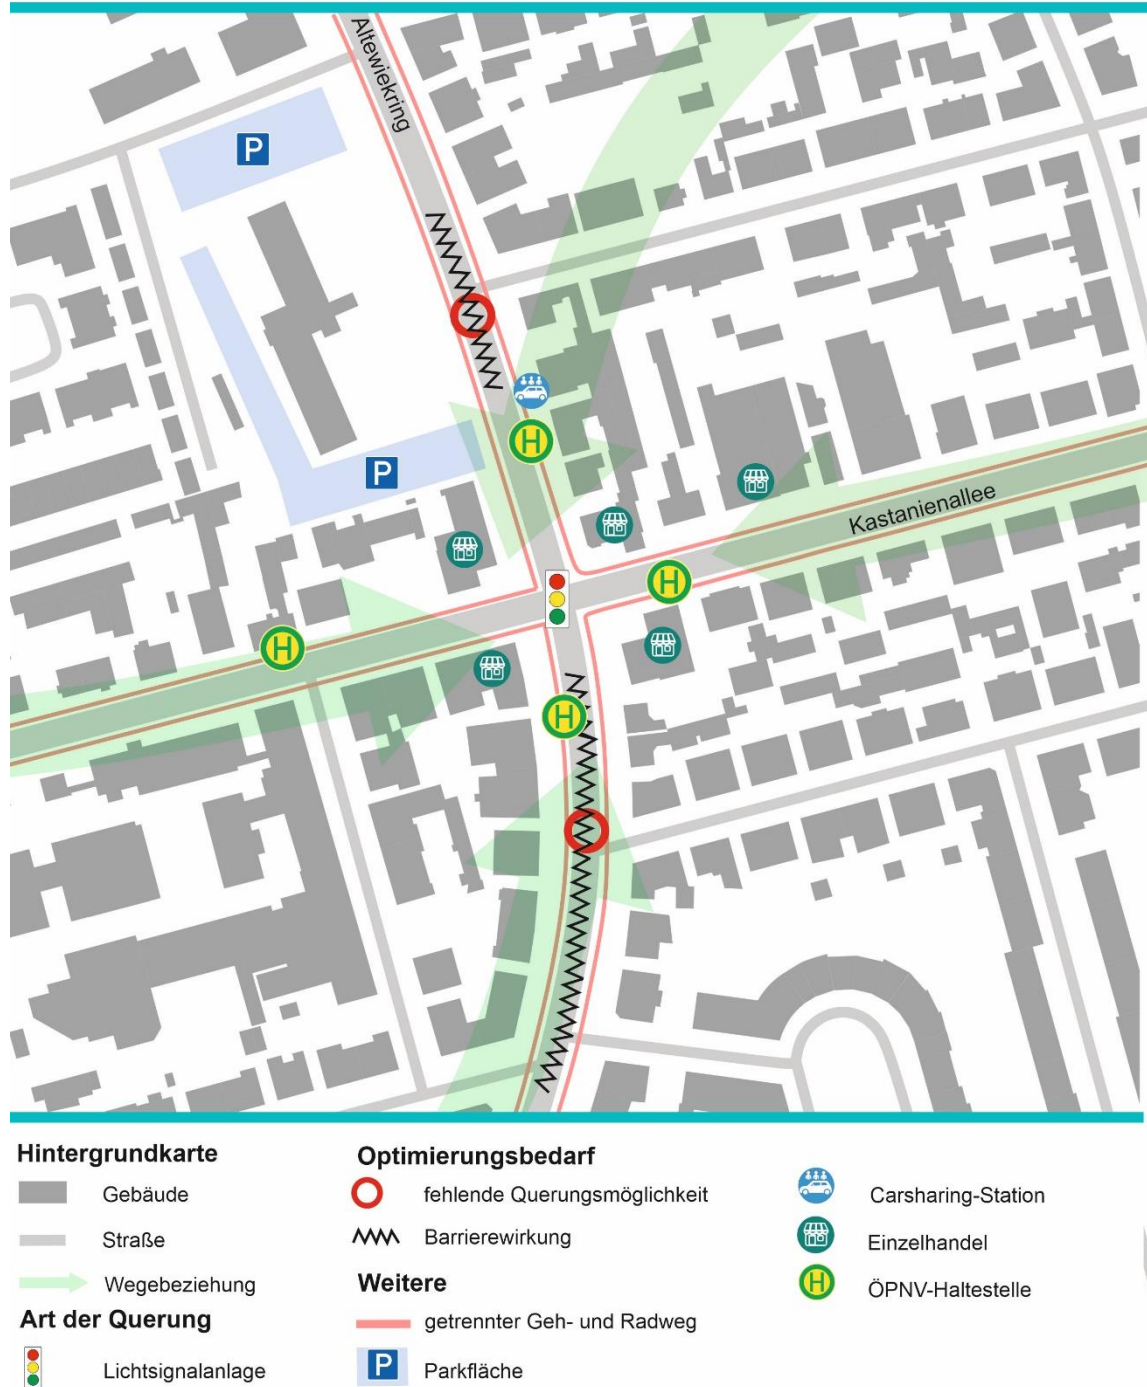 Altewiekring
P
H
P
Kastanienallee
H
H
H
Hintergrundkarte
Gebäude
Straße
Wegebeziehung
Art der Querung
Lichtsignalanlage
Optimierungsbedarf
fehlende Querungsmöglichkeit
Barrierewirkung
Weitere
getrennter Geh- und Radweg
P Parkfläche
Carsharing-Station
Einzelhandel
H ÖPNV-Haltestelle